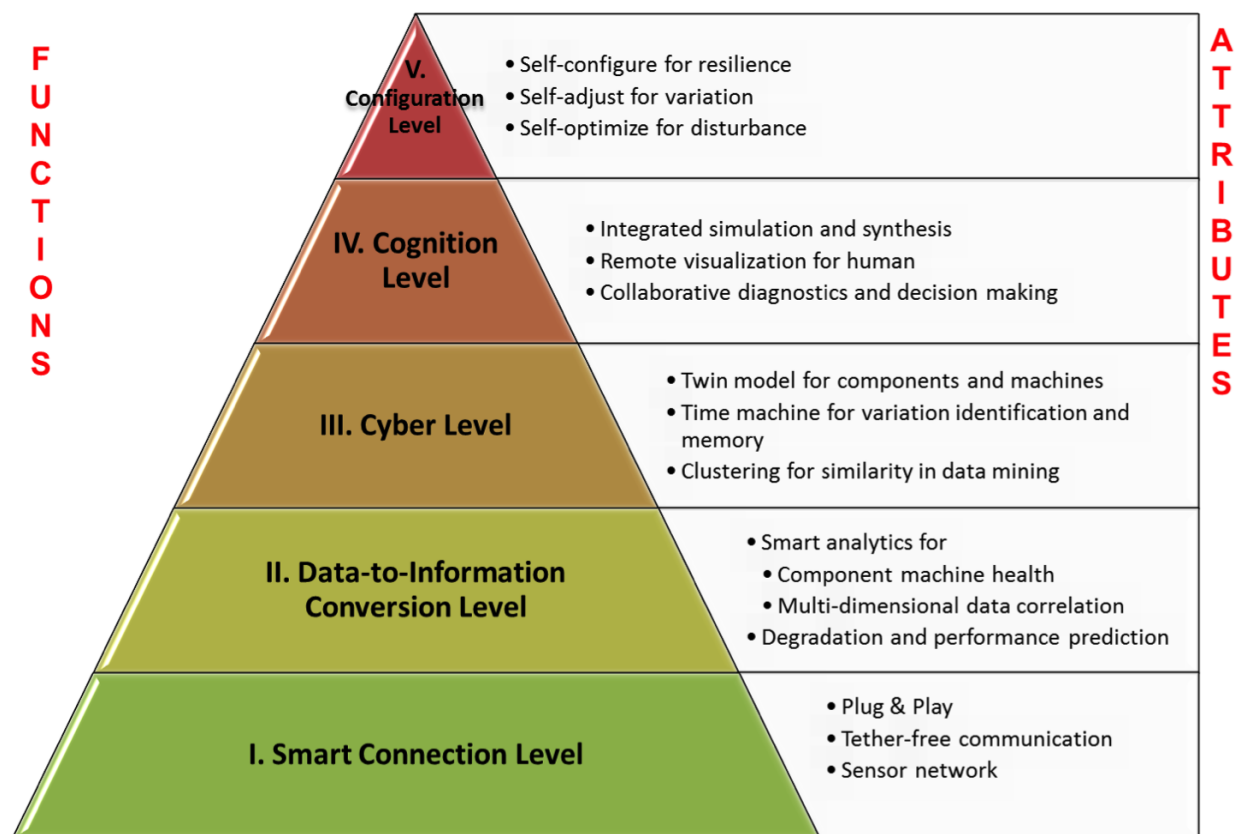 FUNCTIONS
ATTRIBUTES
V.
Configuration
Level
• Self-configure for resilience
• Self-adjust for variation
• Self-optimize for disturbance
IV. Cognition
Level
• Integrated simulation and synthesis
• Remote visualization for human
• Collaborative diagnostics and decision making
III. Cyber Level
• Twin model for components and machines
• Time machine for variation identification and
memory
• Clustering for similarity in data mining
II. Data-to-Information
Conversion Level
• Smart analytics for
• Component machine health
• Multi-dimensional data correlation
• Degradation and performance prediction
I. Smart Connection Level
• Plug & Play
• Tether-free communication
• Sensor network